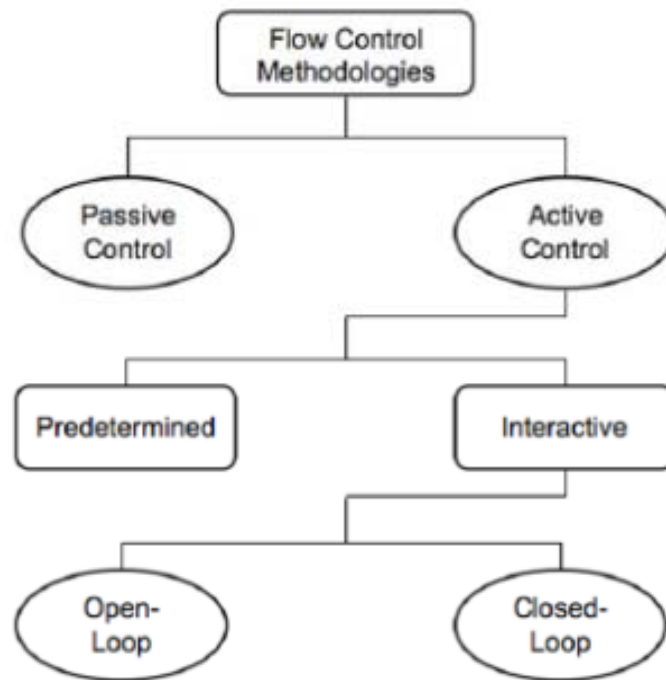 Flow Control
Methodologies
Passive
Control
Active
Control
Predetermined
Interactive
Open-
Loop
Closed-
Loop